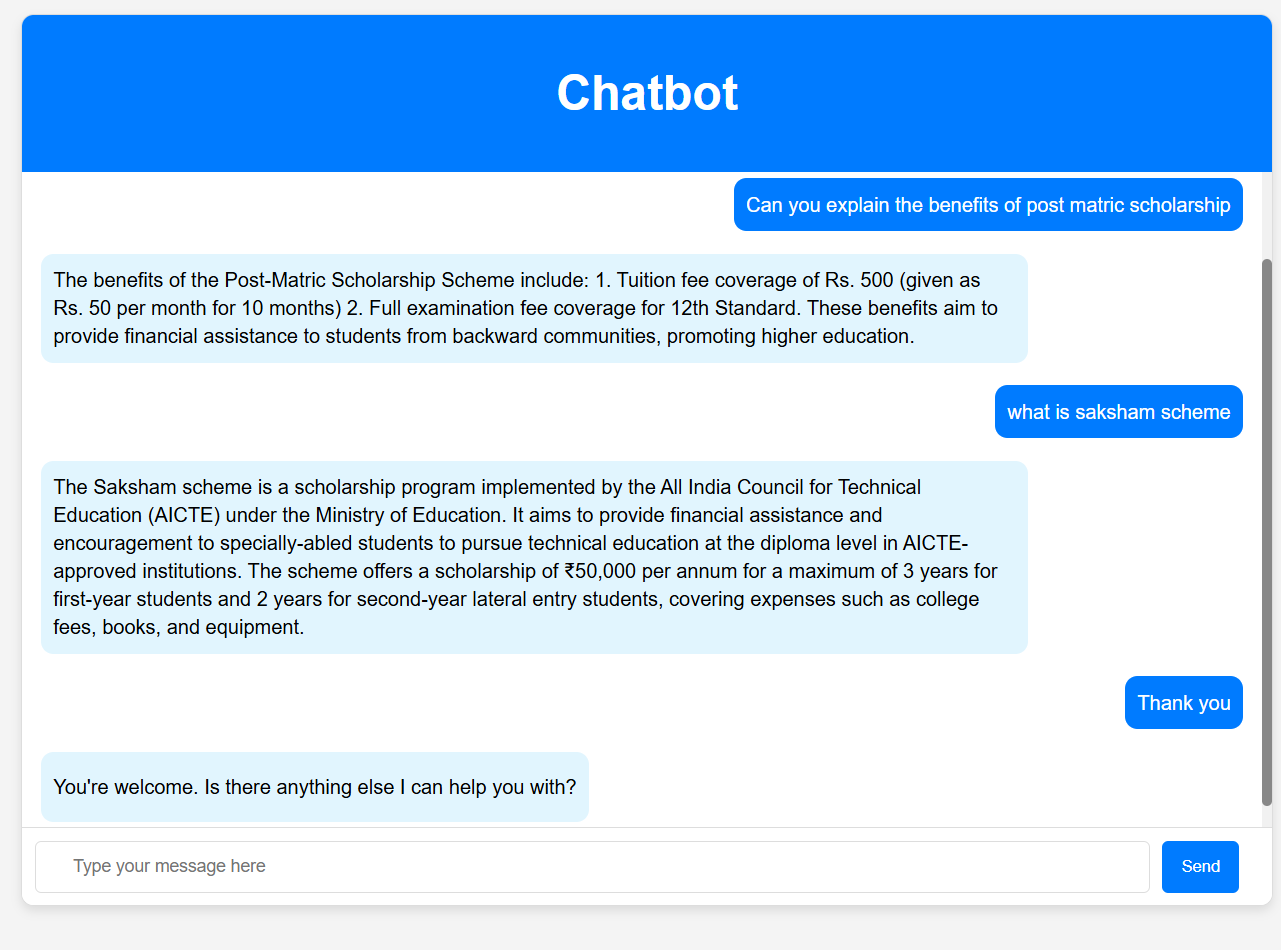 Chatbot
Can you explain the benefits of post matric scholarship
The benefits of the Post-Matric Scholarship Scheme include: 1. Tuition fee coverage of Rs. 500 (given as
Rs. 50 per month for 10 months) 2. Full examination fee coverage for 12th Standard. These benefits aim to
provide financial assistance to students from backward communities, promoting higher education.
what is saksham scheme
The Saksham scheme is a scholarship program implemented by the All India Council for Technical
Education (AICTE) under the Ministry of Education. It aims to provide financial assistance and
encouragement to specially-abled students to pursue technical education at the diploma level in AICTE-
approved institutions. The scheme offers a scholarship of ₹50,000 per annum for a maximum of 3 years for
first-year students and 2 years for second-year lateral entry students, covering expenses such as college
fees, books, and equipment.
Thank you
You're welcome. Is there anything else I can help you with?
Type your message here
Send